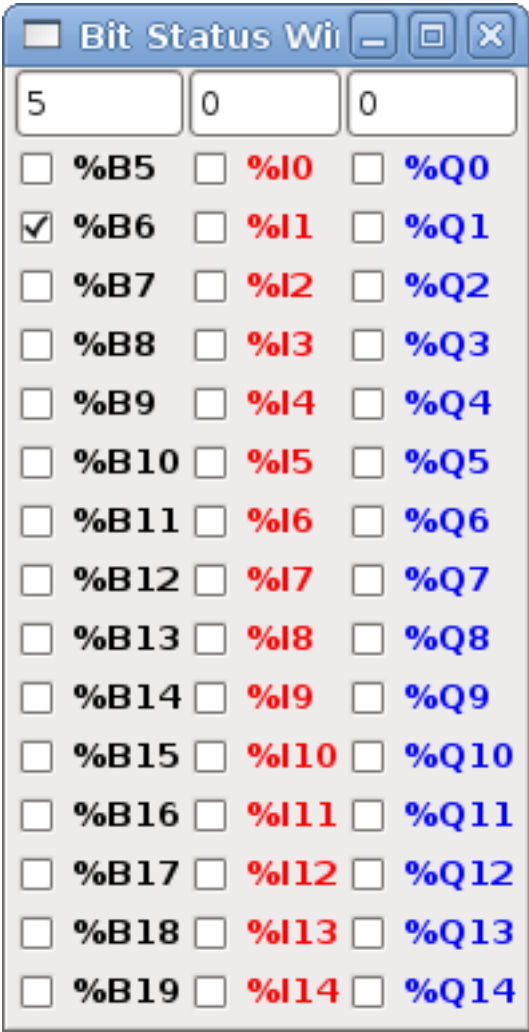 Bit Status Wi
5 0 0
%B5 %I0 %Q0
%B6 %I1 %Q1
%B7 %I2 %Q2
%B8 %I3 %Q3
%B9 %I4 %Q4
%B10 %I5 %Q5
%B11 %I6 %Q6
%B12 %I7 %Q7
%B13 %I8 %Q8
%B14 %I9 %Q9
%B15 %I10 %Q10
%B16 %I11 %Q11
%B17 %I12 %Q12
%B18 %I13 %Q13
%B19 %I14 %Q14